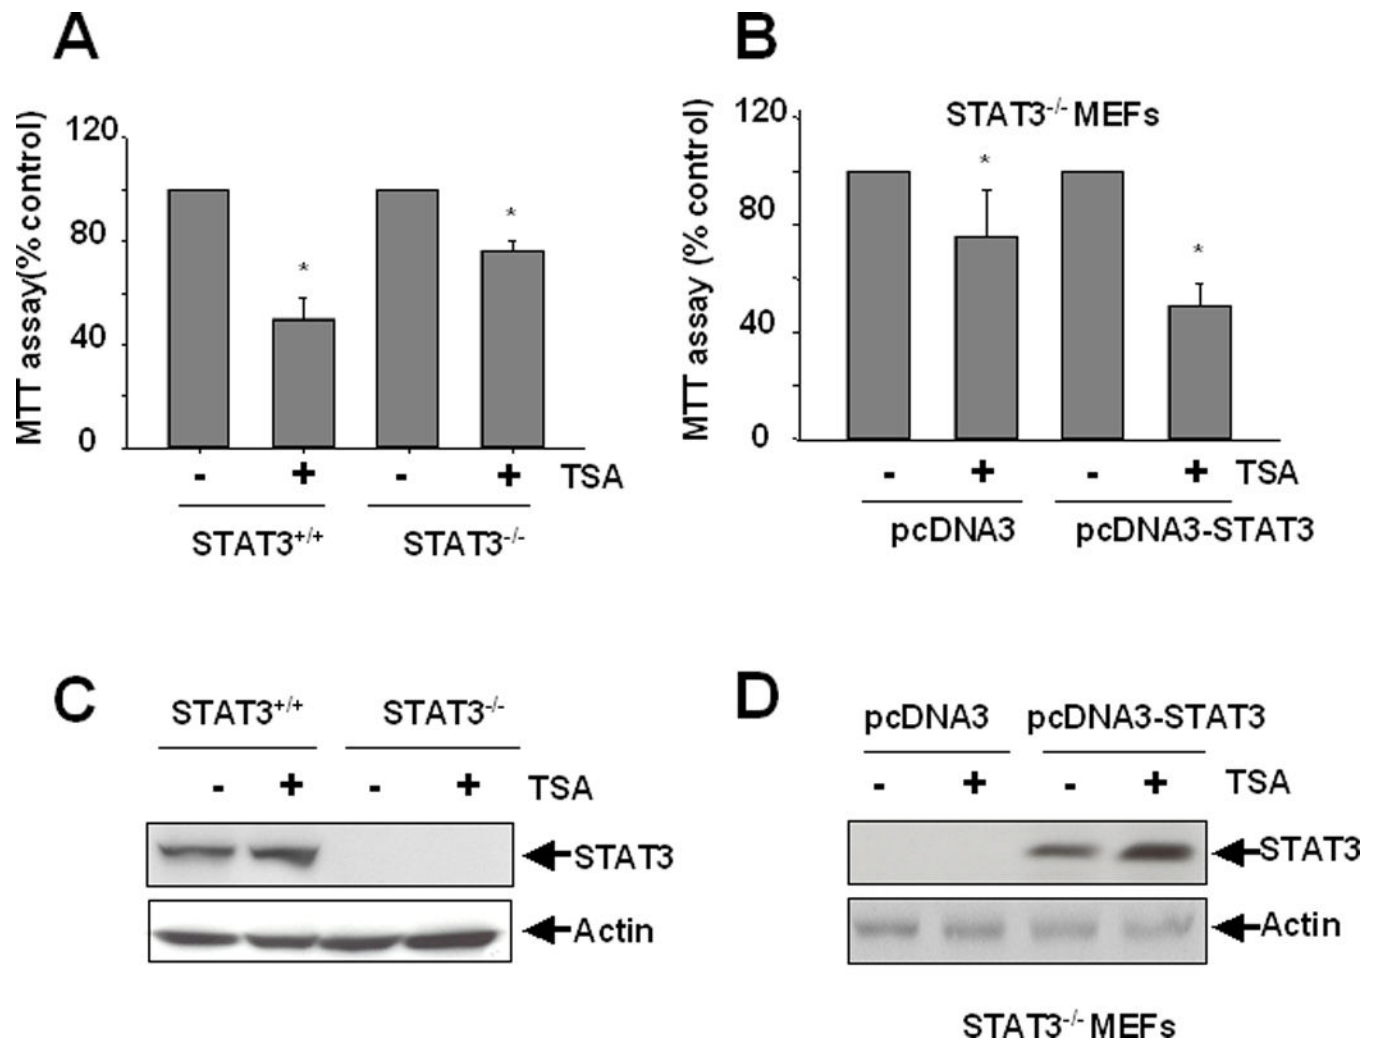 A
MTT assay(% control)
120
80
40
0
*
*
- + - + TSA
STAT3+/+ STAT3-/-
B
MTT assay (% control)
STAT3-/- MEFs
120
80
40
0
*
*
- + - + TSA
pcDNA3 pcDNA3-STAT3
C
STAT3+/+ STAT3-/-
- + - + TSA
STAT3
Actin
D
pcDNA3 pcDNA3-STAT3
- + - + TSA
STAT3
Actin
STAT3-/- MEFs